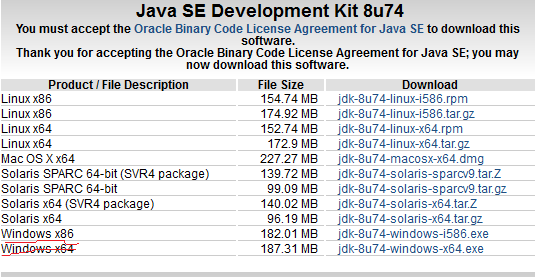 Java SE Development Kit 8u74
You must accept the Oracle Binary Code License Agreement for Java SE to download this
software.
Thank you for accepting the Oracle Binary Code License Agreement for Java SE; you may
now download this software.
Product / File Description File Size Download
Linux x86 154.74 MB jdk-8u74-linux-i586.rpm
Linux x86 174.92 MB jdk-8u74-linux-i586.tar.gz
Linux x64 152.74 MB jdk-8u74-linux-x64.rpm
Linux x64 172.9 MB jdk-8u74-linux-x64.tar.gz
Mac OS X x64 227.27 MB jdk-8u74-macosx-x64.dmg
Solaris SPARC 64-bit (SVR4 package) 139.72 MB jdk-8u74-solaris-sparcv9.tar.Z
Solaris SPARC 64-bit 99.09 MB jdk-8u74-solaris-sparcv9.tar.gz
Solaris x64 (SVR4 package) 140.02 MB jdk-8u74-solaris-x64.tar.Z
Solaris x64 96.19 MB jdk-8u74-solaris-x64.tar.gz
Windows x86 182.01 MB jdk-8u74-windows-i586.exe
Windows x64 187.31 MB jdk-8u74-windows-x64.exe